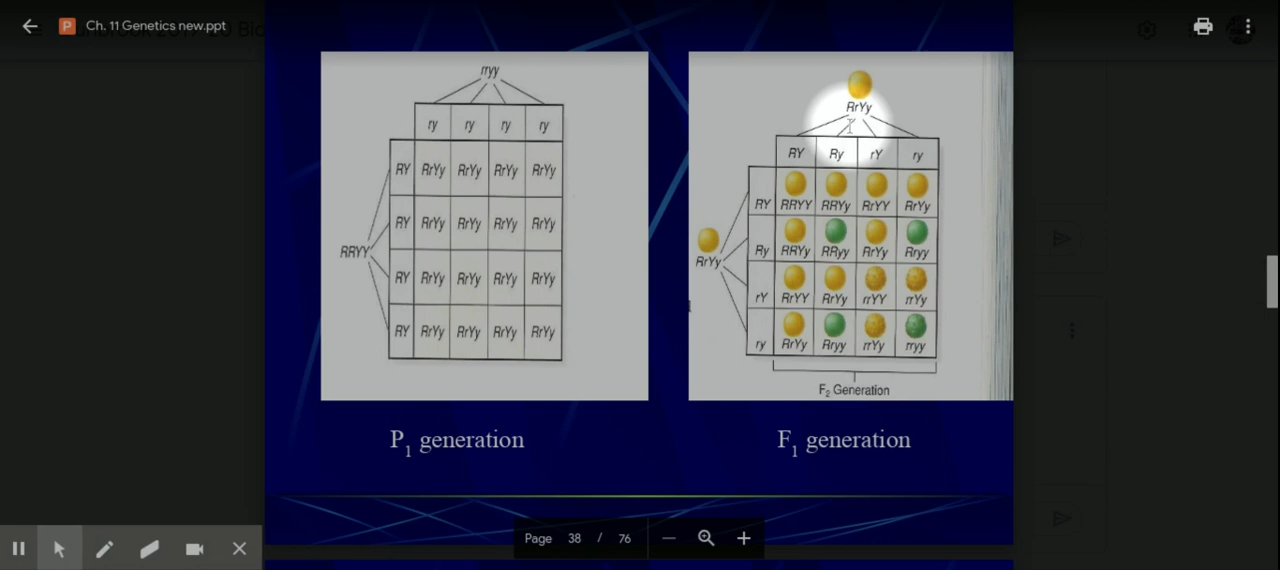 Ch. 11 Genetics new.ppt
rryy
ry ry ry ry
RY RrYy RrYy RrYy RrYy
RY RrYy RrYy RrYy RrYy
RRYY
RY RrYy RrYy RrYy RrYy
RY RrYy RrYy RrYy RrYy
P1 generation
RrYy
RY Ry rY ry
RY RRYY RRYy RrYY RrYy
Ry RRYy RRyy RrYy Rryy
RrYy
rY RrYY RrYy rrYY rrYy
ry RrYy Rryy rrYy rryy
F2 Generation
F1 generation
Page 38 / 76